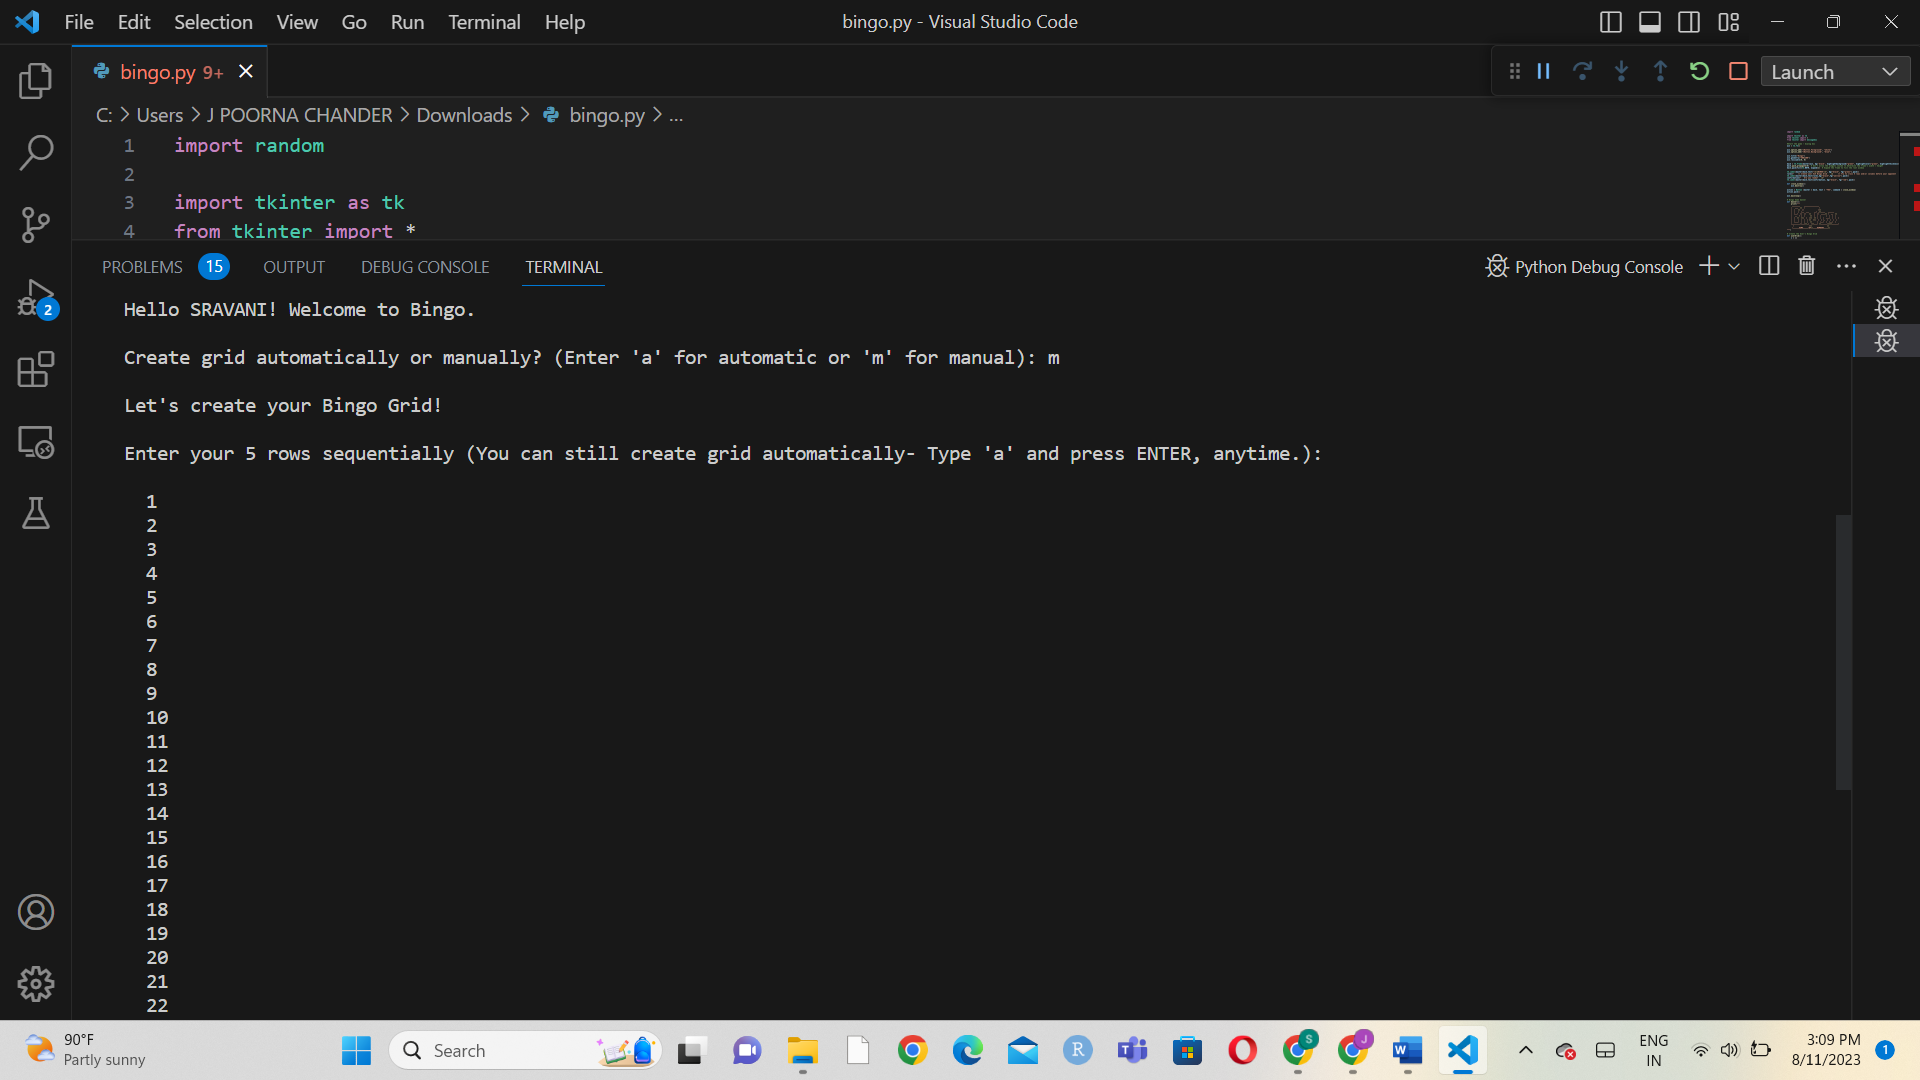 File Edit Selection View Go Run Terminal Help
bingo.py - Visual Studio Code
bingo.py 9+
Launch
C: > Users > J POORNA CHANDER > Downloads > bingo.py > ...
1 import random
2
3 import tkinter as tk
4 from tkinter import *
PROBLEMS 15 OUTPUT DEBUG CONSOLE TERMINAL
Python Debug Console
2
Hello SRAVANI! Welcome to Bingo.
Create grid automatically or manually? (Enter 'a' for automatic or 'm' for manual): m
Let's create your Bingo Grid!
Enter your 5 rows sequentially (You can still create grid automatically- Type 'a' and press ENTER, anytime.):
1
2
3
4
5
6
7
8
9
10
11
12
13
14
15
16
17
18
19
20
21
22
90°F
Partly sunny
Search
R
S
J
W
ENG
IN
3:09 PM
8/11/2023
1